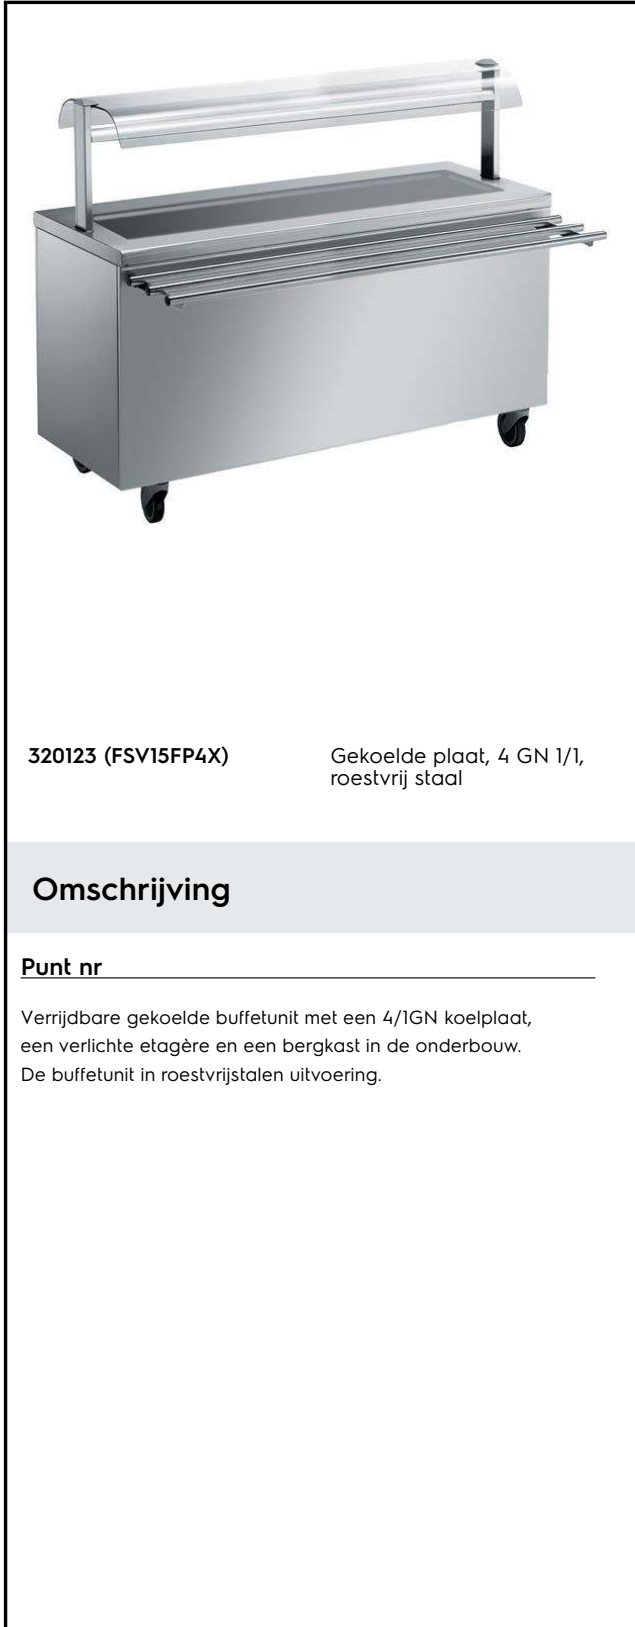 320123 (FSV15FP4X)
Gekoelde plaat, 4 GN 1/1,
roestvrij staal
Omschrijving
Punt nr
Verrijdbare gekoelde buffetunit met een 4/1GN koelplaat,
een verlichte etagère en een bergkast in de onderbouw.
De buffetunit in roestvrijstalen uitvoering.